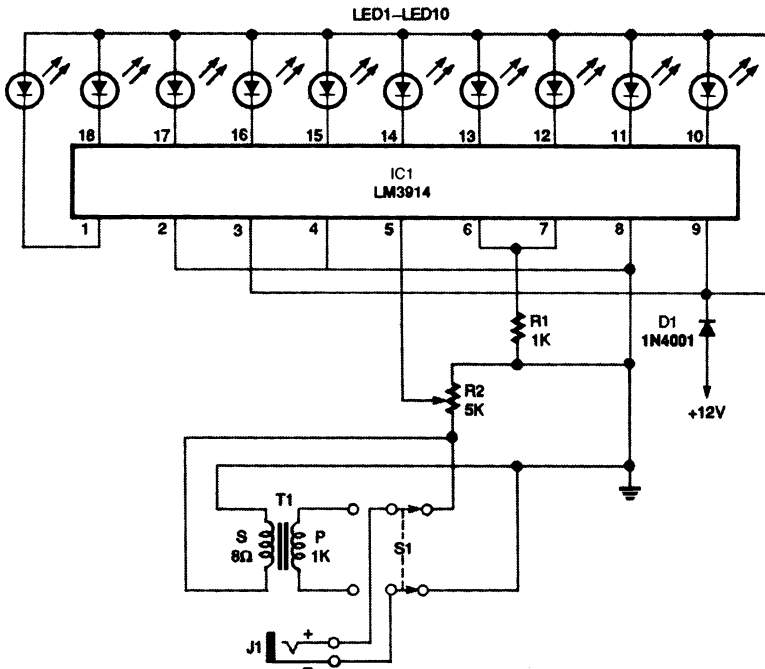 LED1–LED10
18 17 16 15 14 13 12 11 10
IC1
LM3914
1 2 3 4 5 6 7 8 9
R1
1K
D1
1N4001
R2
5K
+12V
T1
S
8Ω
P
1K
S1
J1
+
–